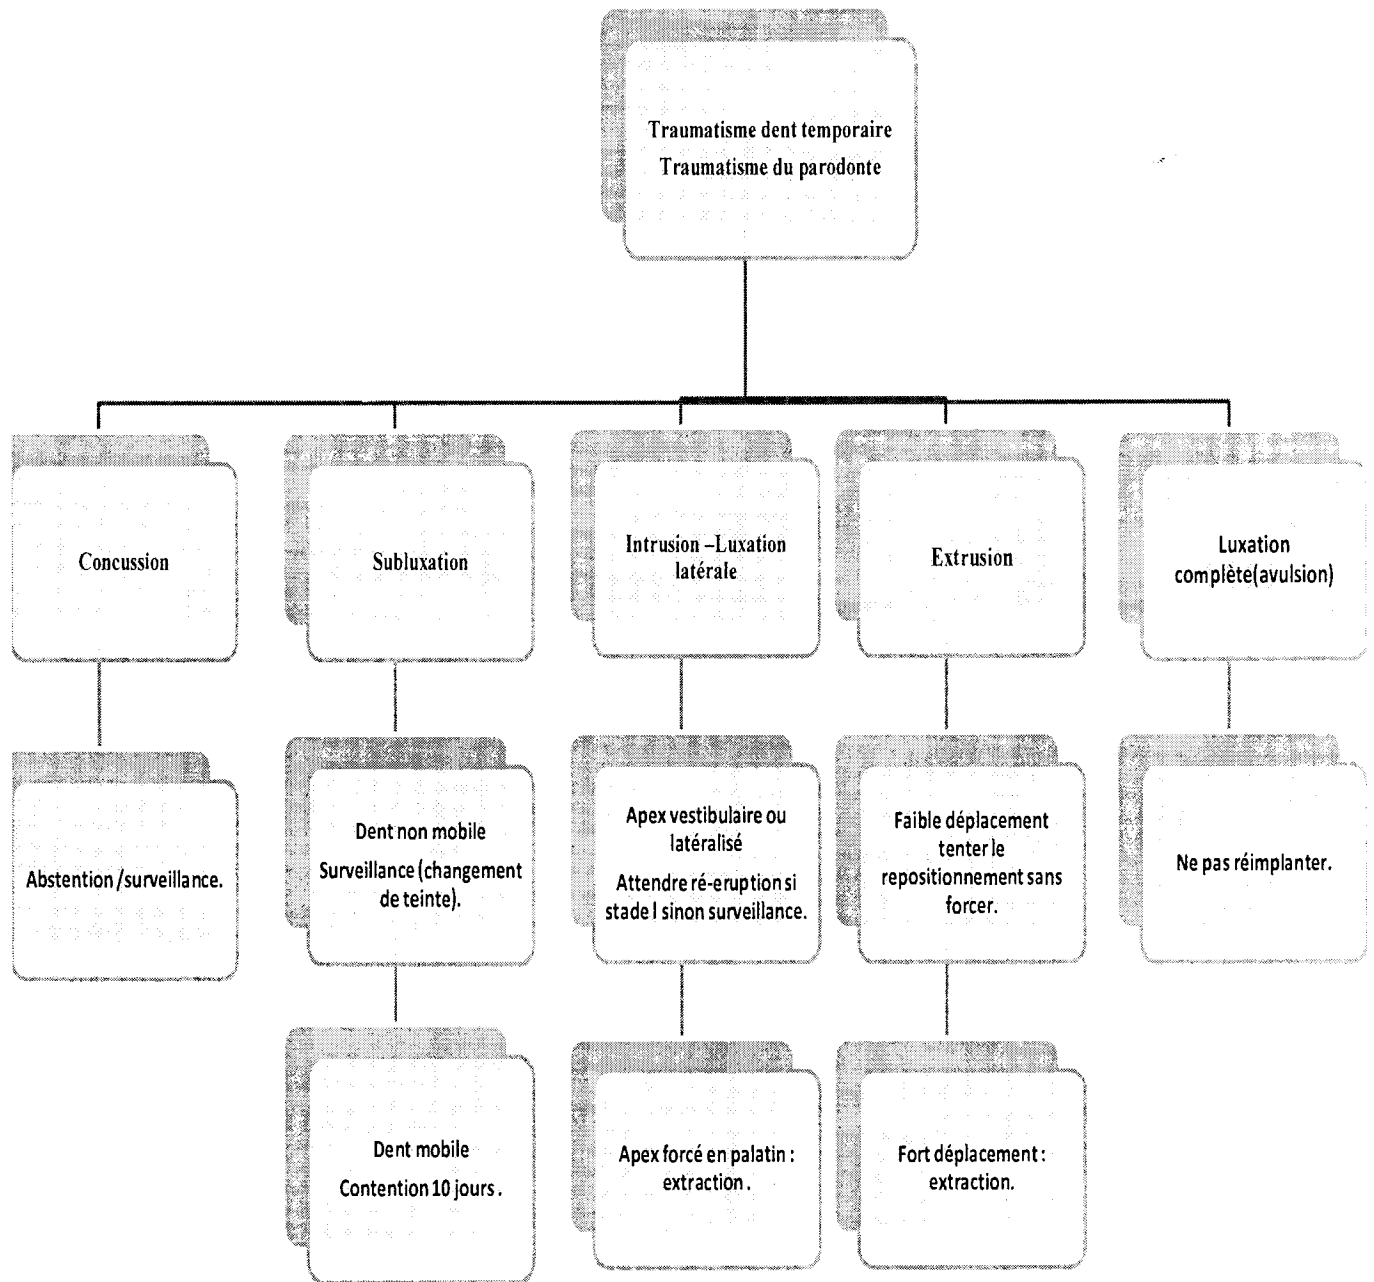 Traumatisme dent temporaire
Traumatisme du parodonte
Concussion
Subluxation
Intrusion –Luxation
latérale
Extrusion
Luxation
complète(avulsion)
Abstention /surveillance.
Dent non mobile
Surveillance (changement
de teinte).
Apex vestibulaire ou
latéralisé
Attendre ré-eruption si
stade I sinon surveillance.
Faible déplacement
tenter le
repositionnement sans
forcer.
Ne pas réimplanter.
Dent mobile
Contention 10 jours .
Apex forcé en palatin :
extraction .
Fort déplacement :
extraction.